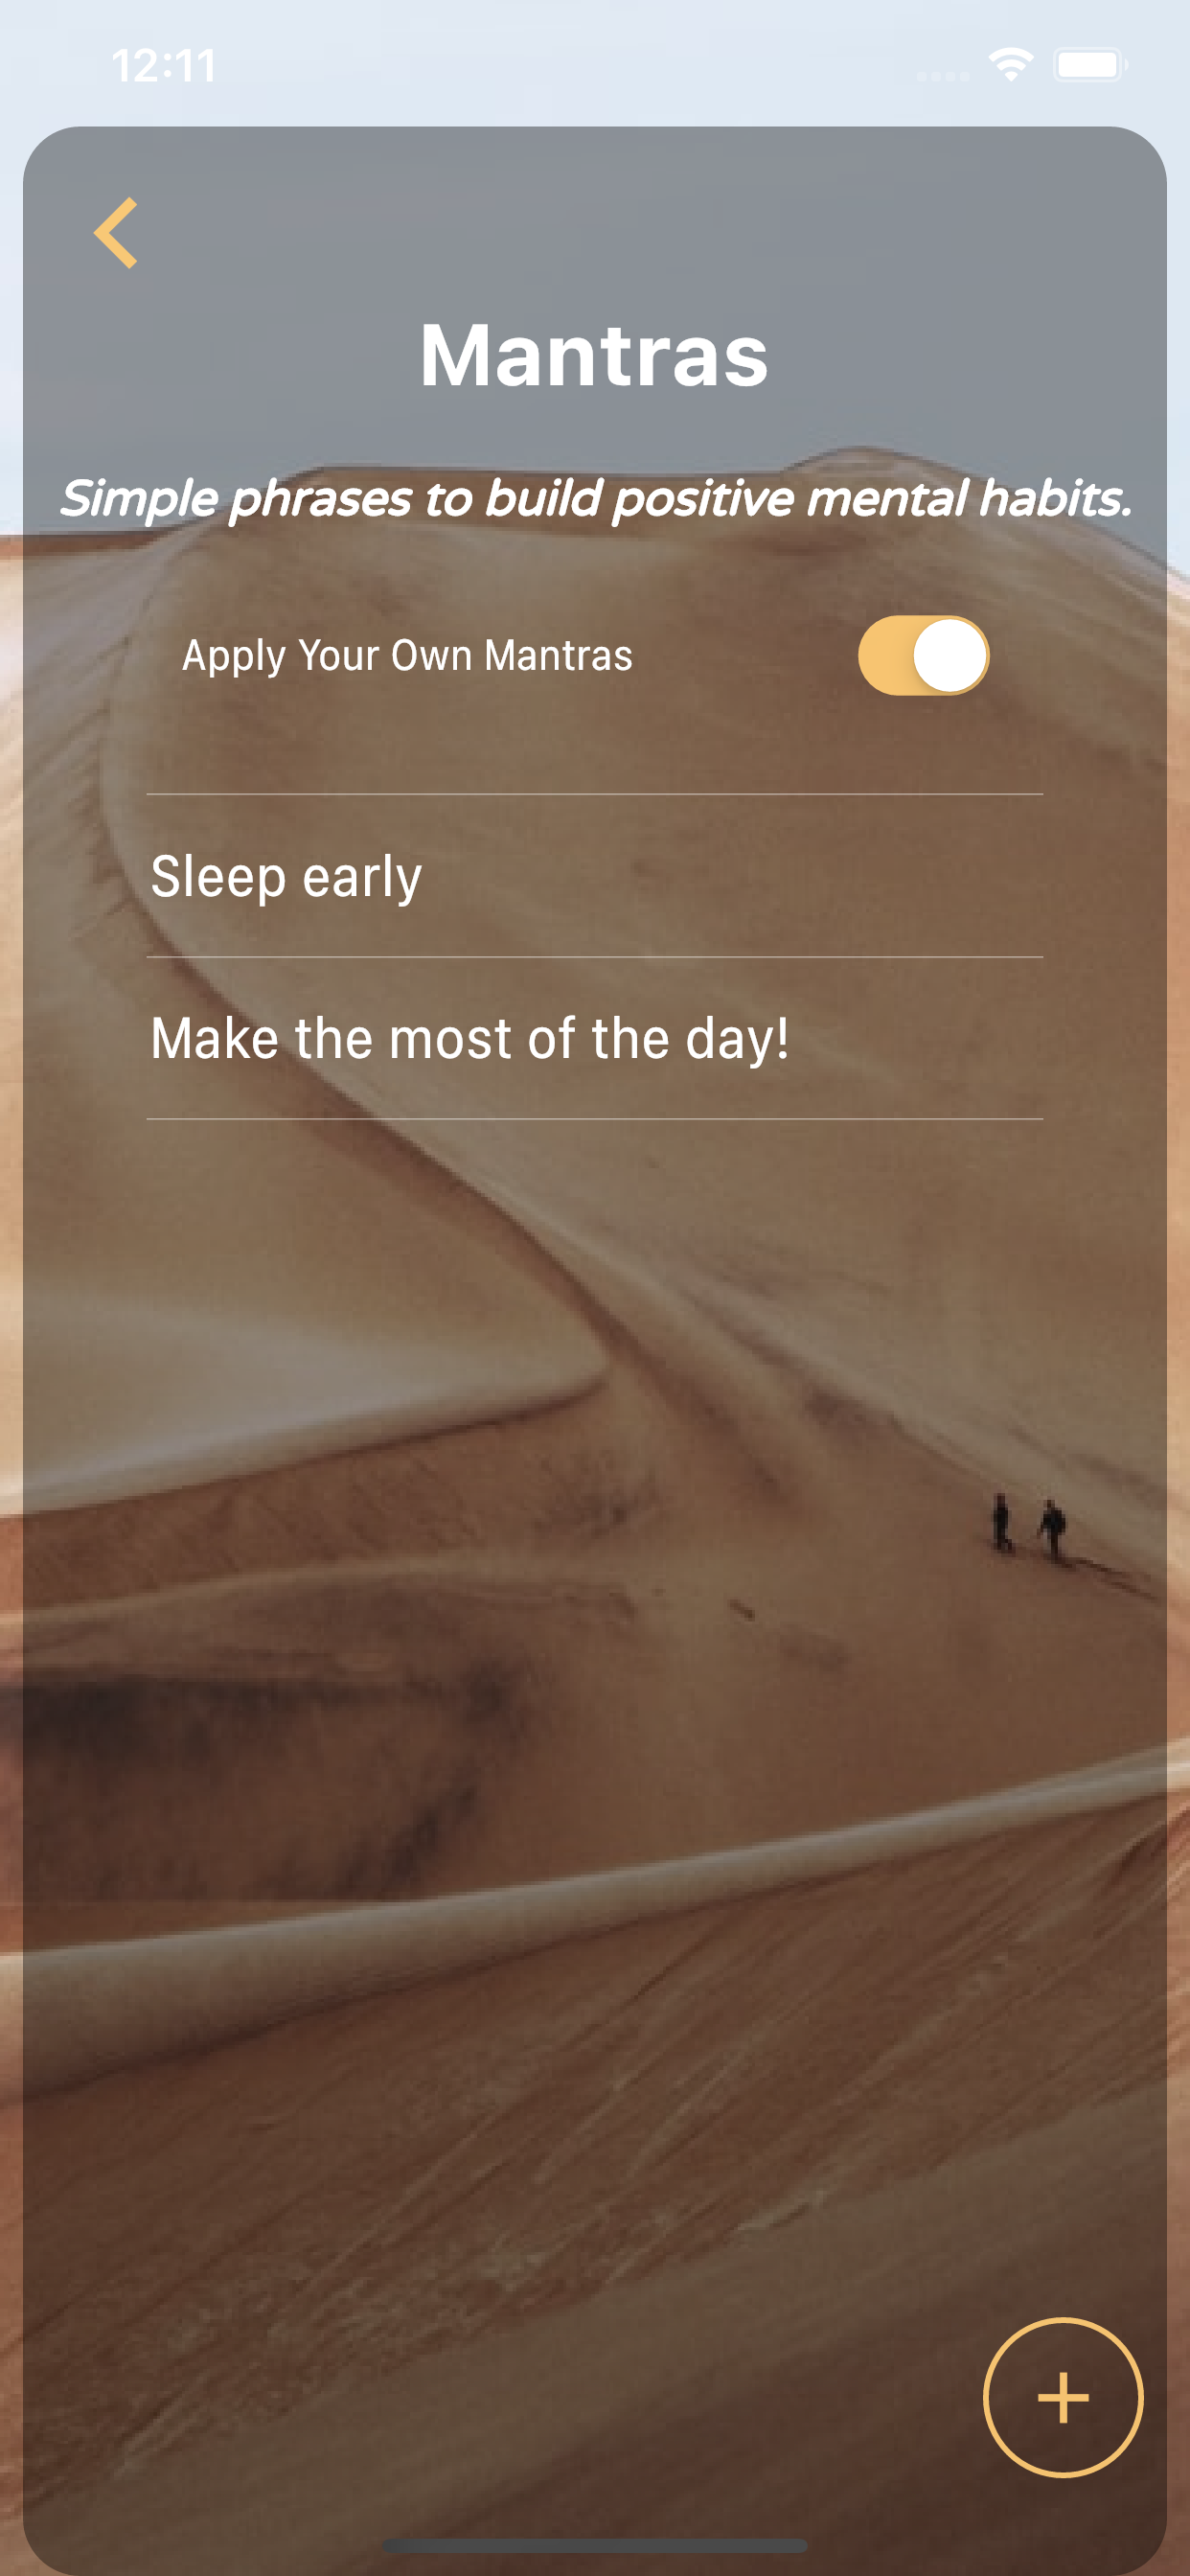 12:11
Mantras
Simple phrases to build positive mental habits.
Apply Your Own Mantras
Sleep early
Make the most of the day!